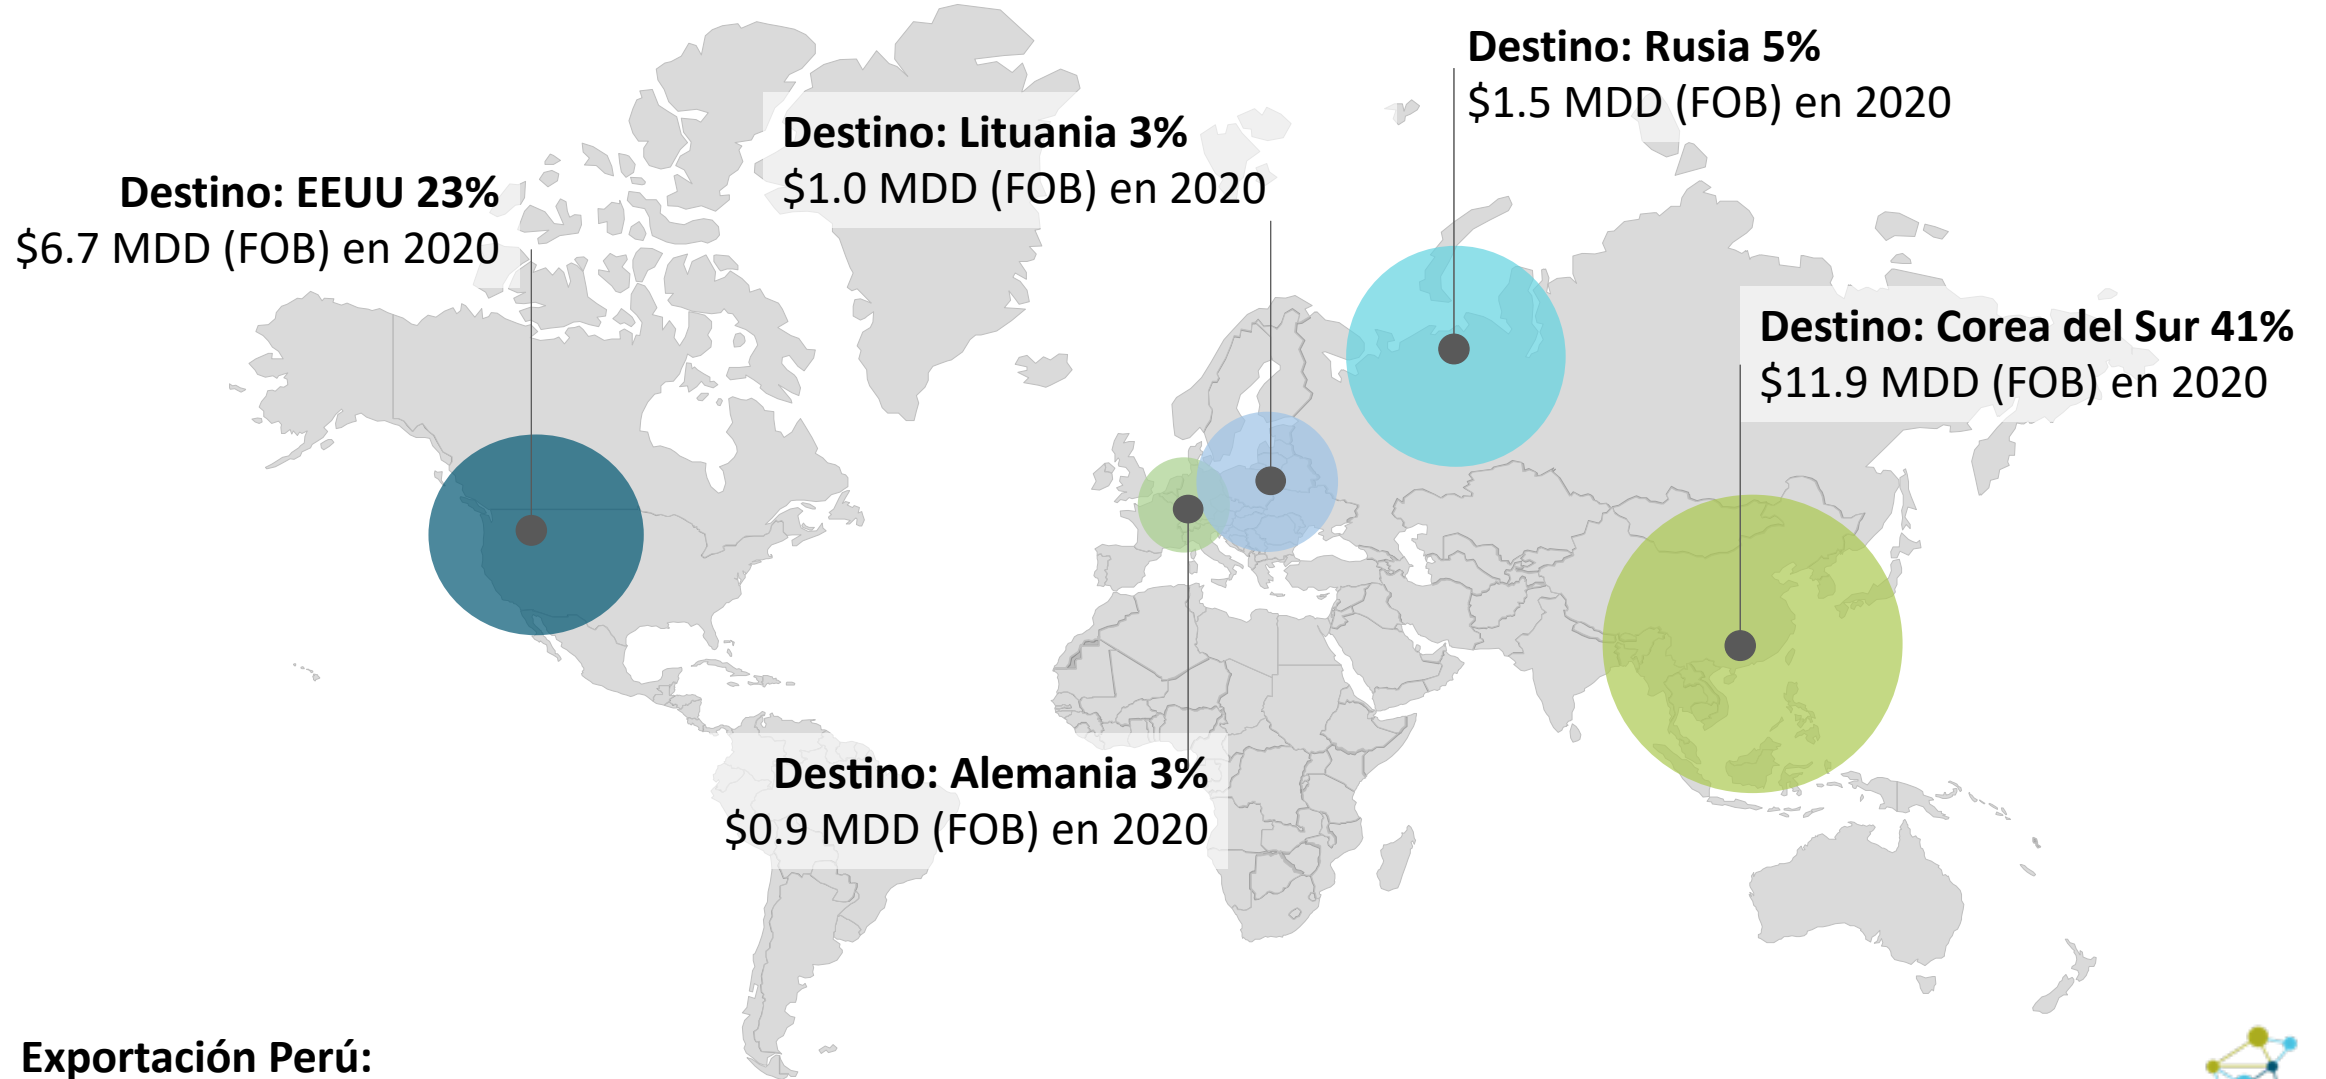 Destino: Rusia 5%
$1.5 MDD (FOB) en 2020
Destino: Lituania 3%
$1.0 MDD (FOB) en 2020
Destino: EEUU 23%
$6.7 MDD (FOB) en 2020
Destino: Corea del Sur 41%
$11.9 MDD (FOB) en 2020
Destino: Alemania 3%
$0.9 MDD (FOB) en 2020
Exportación Perú: